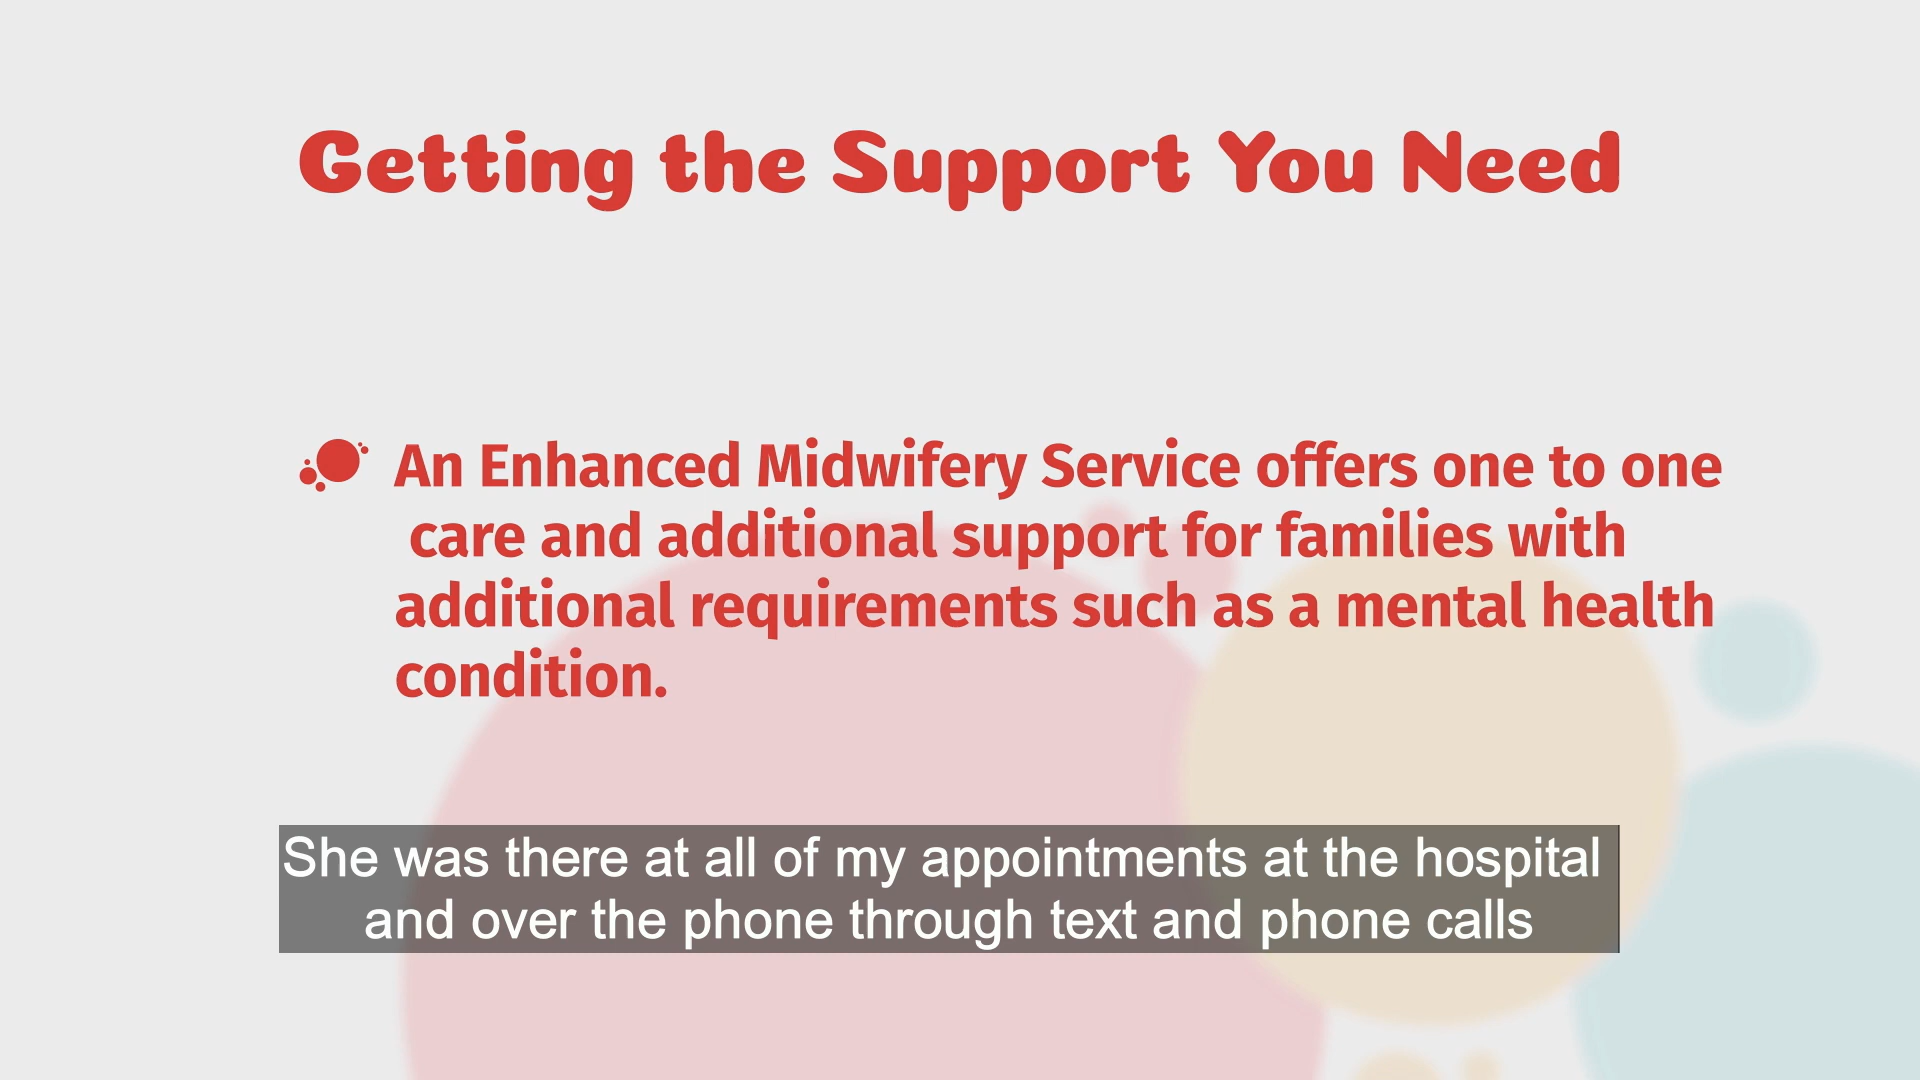 Getting the Support You Need
An Enhanced Midwifery Service offers one to one
care and additional support for families with
additional requirements such as a mental health
condition.
She was there at all of my appointments at the hospital
and over the phone through text and phone calls